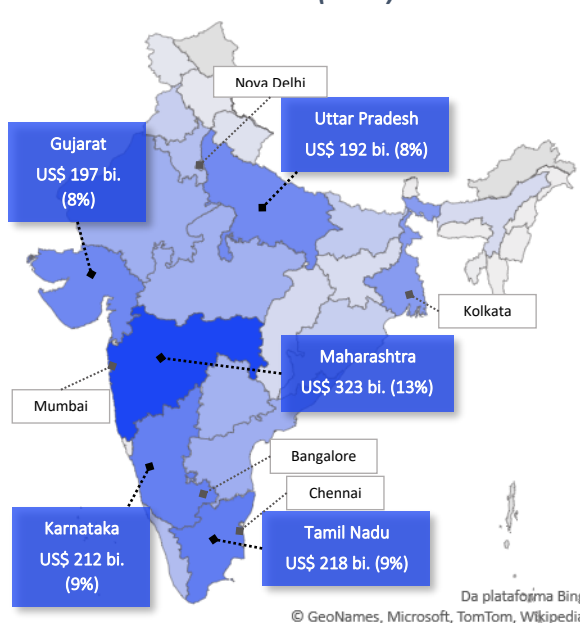 Nova Delhi
Uttar Pradesh
US$ 192 bi. (8%)
Gujarat
US$ 197 bi.
(8%)
Kolkata
Maharashtra
US$ 323 bi. (13%)
Mumbai
Bangalore
Chennai
Karnataka
US$ 212 bi.
(9%)
Tamil Nadu
US$ 218 bi. (9%)
Da plataforma Bing
© GeoNames, Microsoft, TomTom, Wikipedia